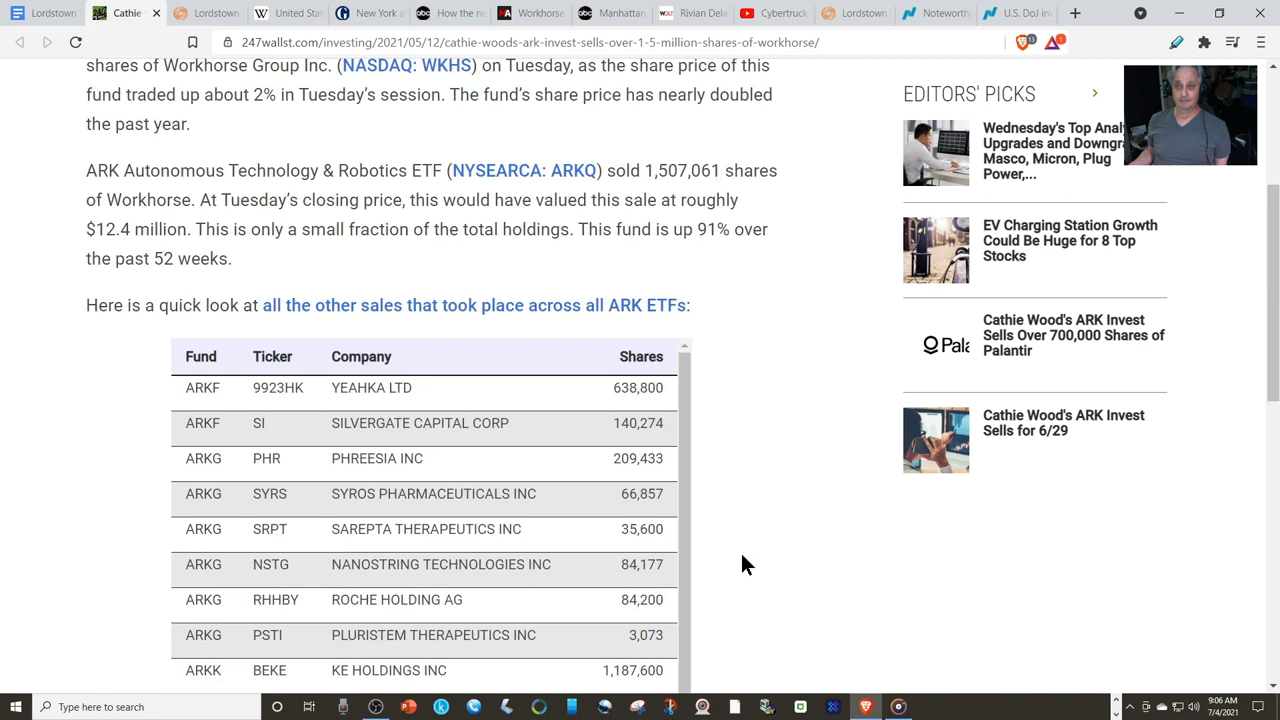 Lordstown
Cathie
Lordstown
United Stat
New York a
How the ne
Workhorse
Manhattan
Rivian Dela
Cybertruck
Lordstown
Notewort
U.S. DoJ in
247wallst.com/investing/2021/05/12/cathie-woods-ark-invest-sells-over-1-5-million-shares-of-workhorse/
shares of Workhorse Group Inc. (NASDAQ: WKHS) on Tuesday, as the share price of this
fund traded up about 2% in Tuesday's session. The fund's share price has nearly doubled
the past year.
ARK Autonomous Technology & Robotics ETF (NYSEARCA: ARKQ) sold 1,507,061 shares
of Workhorse. At Tuesday's closing price, this would have valued this sale at roughly
$12.4 million. This is only a small fraction of the total holdings. This fund is up 91% over
the past 52 weeks.
Here is a quick look at all the other sales that took place across all ARK ETFs:
Fund Ticker Company Shares
ARKF 9923HK YEAHKA LTD 638,800
ARKF SI SILVERGATE CAPITAL CORP 140,274
ARKG PHR PHREESIA INC 209,433
ARKG SYRS SYROS PHARMACEUTICALS INC 66,857
ARKG SRPT SAREPTA THERAPEUTICS INC 35,600
ARKG NSTG NANOSTRING TECHNOLOGIES INC 84,177
ARKG RHHBY ROCHE HOLDING AG 84,200
ARKG PSTI PLURISTEM THERAPEUTICS INC 3,073
ARKK BEKE KE HOLDINGS INC 1,187,600
EDITORS' PICKS
Wednesday's Top Analy
Upgrades and Downgra
Masco, Micron, Plug
Power,...
EV Charging Station Growth
Could Be Huge for 8 Top
Stocks
Pala
Cathie Wood's ARK Invest
Sells Over 700,000 Shares of
Palantir
Cathie Wood's ARK Invest
Sells for 6/29
Type here to search
9:06 AM
7/4/2021